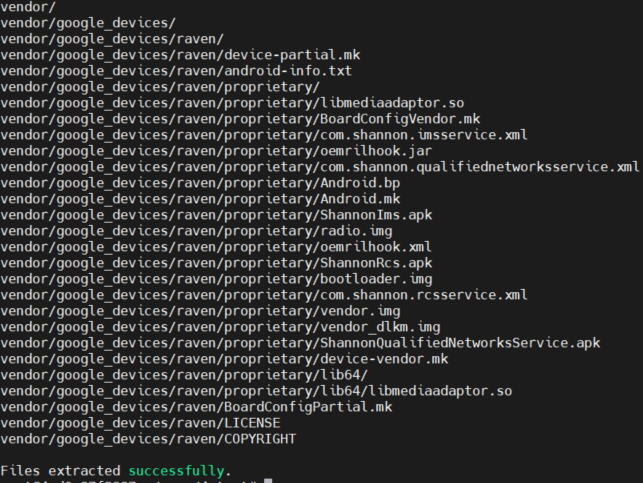 vendor/
vendor/google_devices/
vendor/google_devices/raven/
vendor/google_devices/raven/device-partial.mk
vendor/google_devices/raven/android-info.txt
vendor/google_devices/raven/proprietary/
vendor/google_devices/raven/proprietary/libmediaadaptor.so
vendor/google_devices/raven/proprietary/BoardConfigVendor.mk
vendor/google_devices/raven/proprietary/com.shannon.imsservice.xml
vendor/google_devices/raven/proprietary/oemrilhook.jar
vendor/google_devices/raven/proprietary/com.shannon.qualifiednetworksservice.xml
vendor/google_devices/raven/proprietary/Android.bp
vendor/google_devices/raven/proprietary/Android.mk
vendor/google_devices/raven/proprietary/ShannonIms.apk
vendor/google_devices/raven/proprietary/radio.img
vendor/google_devices/raven/proprietary/oemrilhook.xml
vendor/google_devices/raven/proprietary/ShannonRcs.apk
vendor/google_devices/raven/proprietary/bootloader.img
vendor/google_devices/raven/proprietary/com.shannon.rcsservice.xml
vendor/google_devices/raven/proprietary/vendor.img
vendor/google_devices/raven/proprietary/vendor_dlkm.img
vendor/google_devices/raven/proprietary/ShannonQualifiedNetworksService.apk
vendor/google_devices/raven/proprietary/device-vendor.mk
vendor/google_devices/raven/proprietary/lib64/
vendor/google_devices/raven/proprietary/lib64/libmediaadaptor.so
vendor/google_devices/raven/BoardConfigPartial.mk
vendor/google_devices/raven/LICENSE
vendor/google_devices/raven/COPYRIGHT
Files extracted successfully.